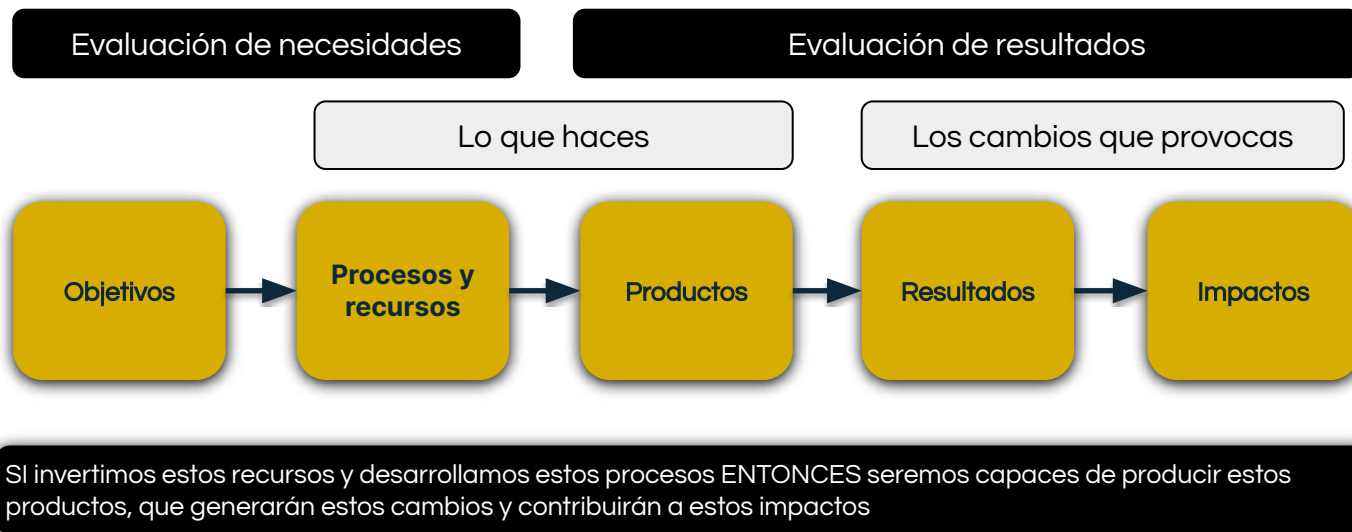 Evaluación de necesidades
Evaluación de resultados
Lo que haces
Los cambios que provocas
Objetivos
Procesos y
recursos
Productos
Resultados
Impactos
SI invertimos estos recursos y desarrollamos estos procesos ENTONCES seremos capaces de producir estos
productos, que generarán estos cambios y contribuirán a estos impactos